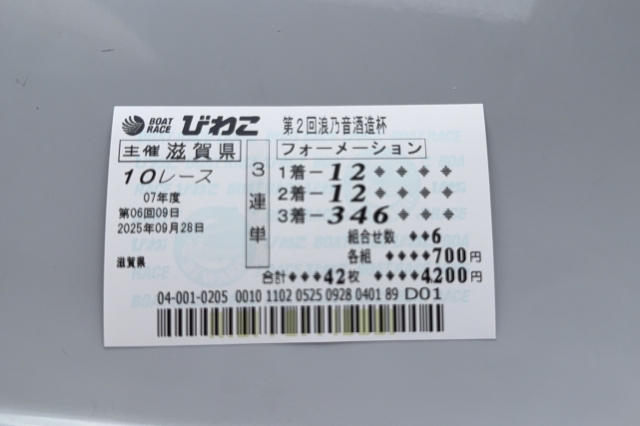 BOAT RACE びわこ 第2回浪乃音酒造杯
主催 滋賀県
10レース
07年度
第06回09日
2025年09月28日
滋賀県
3連単
フォーメーション
1着-12◆◆◆◆
2着-12◆◆◆◆
3着-346◆◆◆
組合せ数 ◆◆6
各組 ◆◆◆◆700円
合計◆◆◆42枚 ◆◆◆◆4,200円
04-001-0205 0010 1102 0525 0928 0401 89 D01